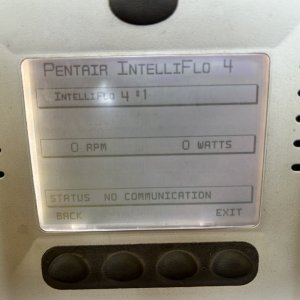 PENTAIR INTELLIFLO 4
INTELLIFLO 4 #1
0 RPM 0 WATTS
STATUS NO COMMUNICATION
BACK EXIT